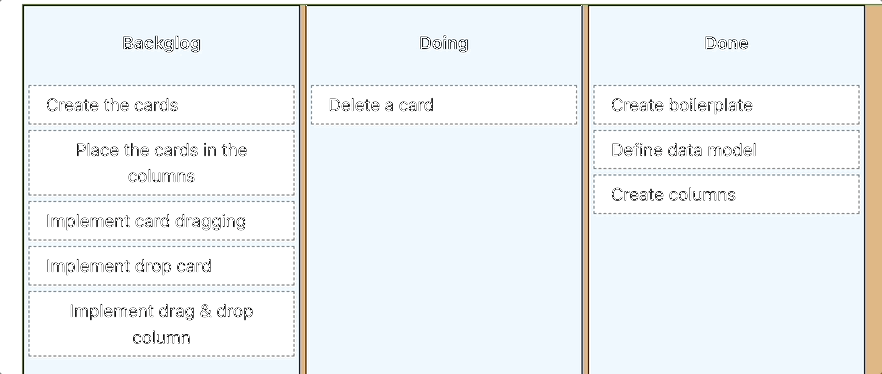 Backglog
Create the cards
Place the cards in the
columns
Implement card dragging
Implement drop card
Implement drag & drop
column
Doing
Delete a card
Done
Create boilerplate
Define data model
Create columns